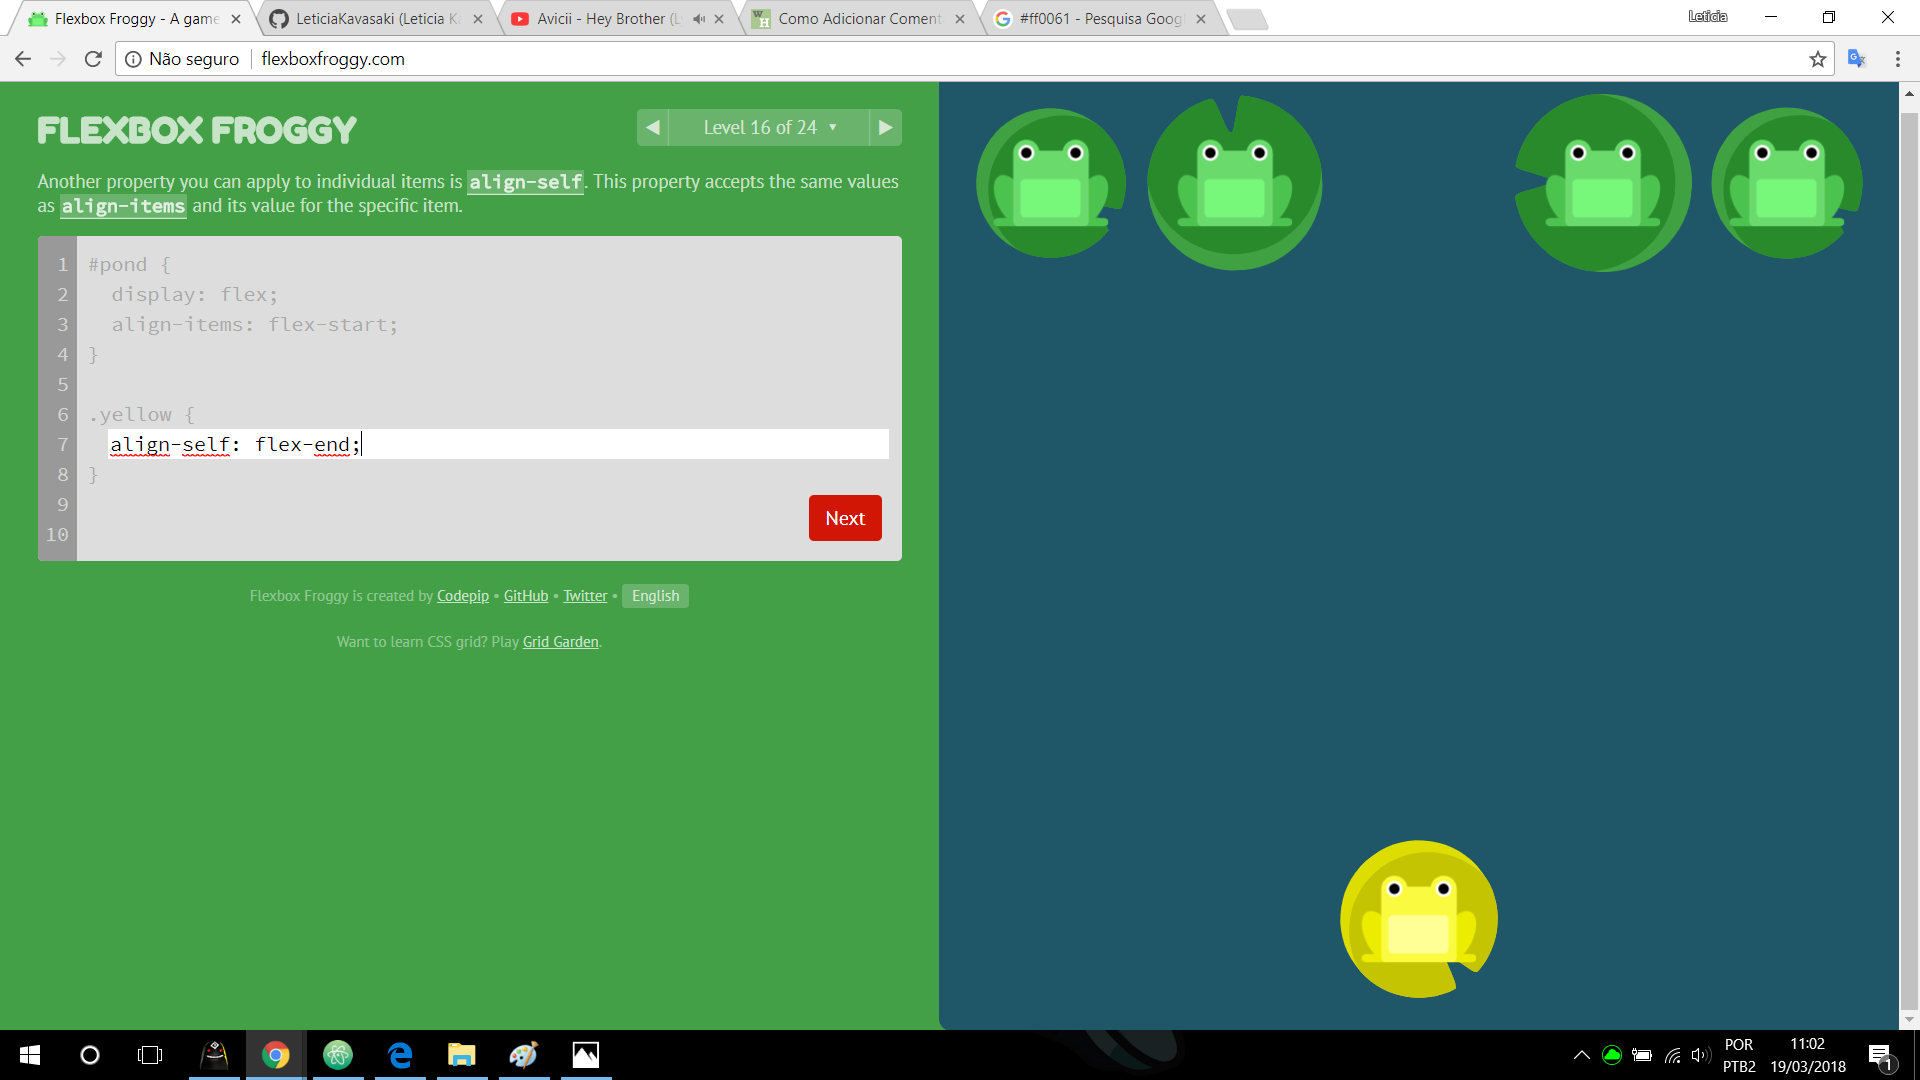 Flexbox Froggy - A game
LeticiaKavasaki (Leticia K
Avicii - Hey Brother (L
Como Adicionar Coment
#ff0061 - Pesquisa Goog
Leticia
Não seguro
flexboxfroggy.com
FLEXBOX FROGGY
Level 16 of 24
Another property you can apply to individual items is align-self. This property accepts the same values
as align-items and its value for the specific item.
1 #pond {
2 display: flex;
3 align-items: flex-start;
4 }
5
6 .yellow {
7 align-self: flex-end;
8 }
9
10
Next
Flexbox Froggy is created by Codepip • GitHub • Twitter • English
Want to learn CSS grid? Play Grid Garden.
POR
PTB2
11:02
19/03/2018
1